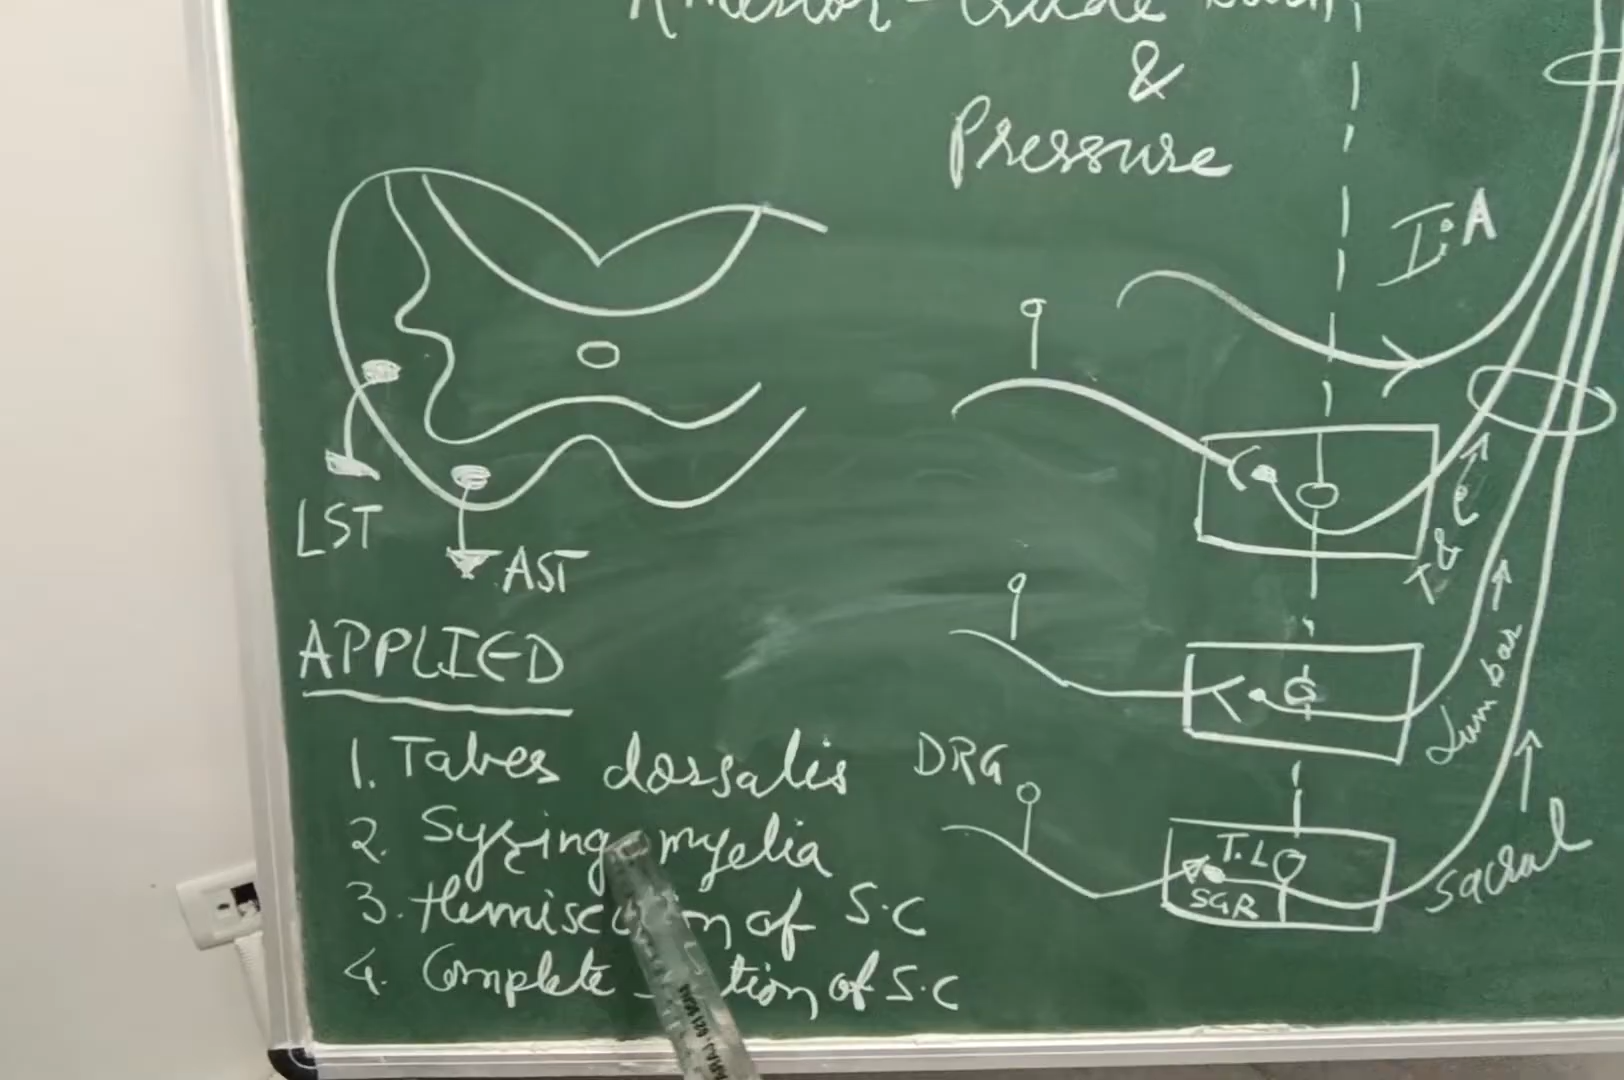 &
Pressure
I.A
T & C
LST
AST
APPLIED
Lumbar
1. Tabes dorsalis
DRG
2. Syringomyelia
T.L
SGR
Sacral
3. Hemisection of S.C
4. Complete section of S.C